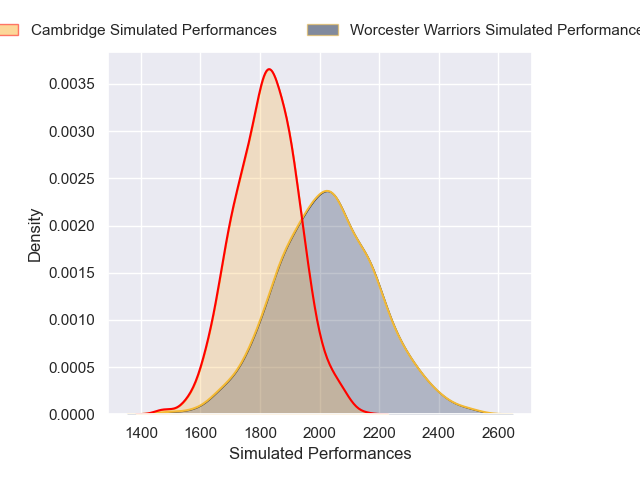 Cambridge Simulated Performances
Worcester Warriors Simulated Performance
0.0035
0.0030
0.0025
0.0020
0.0015
0.0010
0.0005
0.0000
Density
1400 1600 1800 2000 2200 2400 2600
Simulated Performances